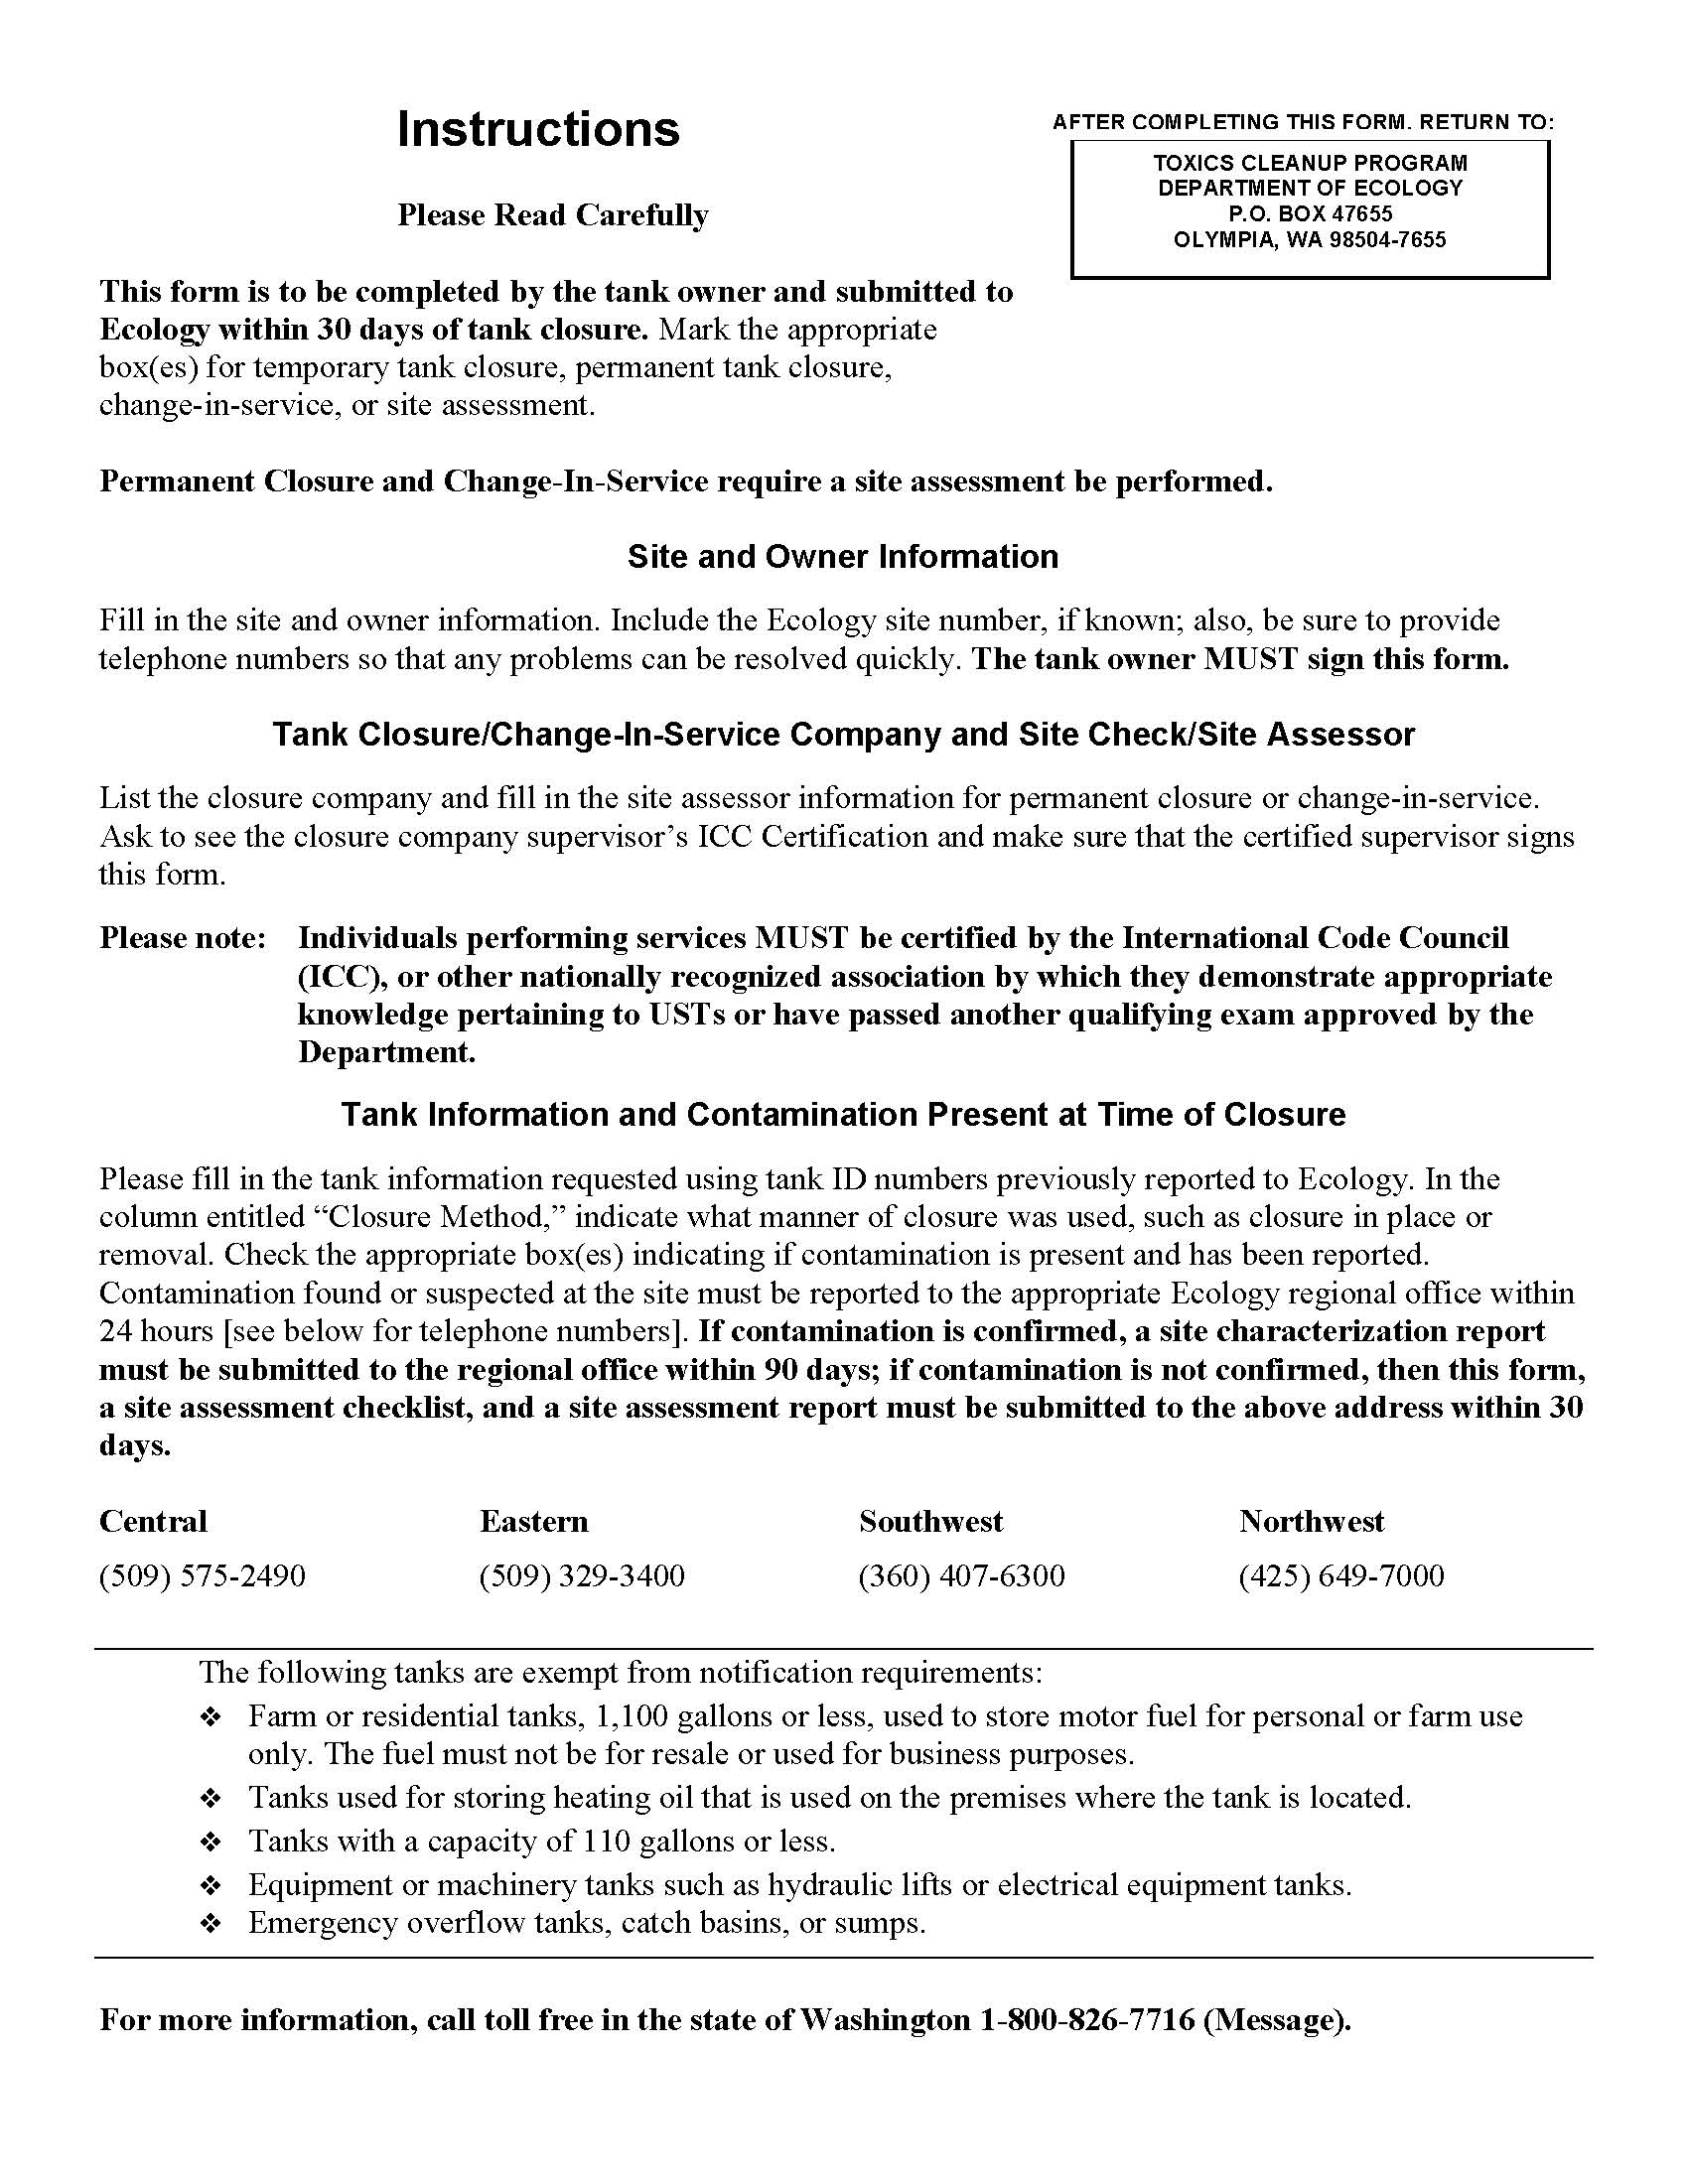 Instructions
AFTER COMPLETING THIS FORM. RETURN TO:
TOXICS CLEANUP PROGRAM
DEPARTMENT OF ECOLOGY
P.O. BOX 47655
OLYMPIA, WA 98504-7655
Please Read Carefully
This form is to be completed by the tank owner and submitted to
Ecology within 30 days of tank closure. Mark the appropriate
box(es) for temporary tank closure, permanent tank closure,
change-in-service, or site assessment.
Permanent Closure and Change-In-Service require a site assessment be performed.
Site and Owner Information
Fill in the site and owner information. Include the Ecology site number, if known; also, be sure to provide
telephone numbers so that any problems can be resolved quickly. The tank owner MUST sign this form.
Tank Closure/Change-In-Service Company and Site Check/Site Assessor
List the closure company and fill in the site assessor information for permanent closure or change-in-service.
Ask to see the closure company supervisor’s ICC Certification and make sure that the certified supervisor signs
this form.
Please note: Individuals performing services MUST be certified by the International Code Council
(ICC), or other nationally recognized association by which they demonstrate appropriate
knowledge pertaining to USTs or have passed another qualifying exam approved by the
Department.
Tank Information and Contamination Present at Time of Closure
Please fill in the tank information requested using tank ID numbers previously reported to Ecology. In the
column entitled “Closure Method,” indicate what manner of closure was used, such as closure in place or
removal. Check the appropriate box(es) indicating if contamination is present and has been reported.
Contamination found or suspected at the site must be reported to the appropriate Ecology regional office within
24 hours [see below for telephone numbers]. If contamination is confirmed, a site characterization report
must be submitted to the regional office within 90 days; if contamination is not confirmed, then this form,
a site assessment checklist, and a site assessment report must be submitted to the above address within 30
days.
Central Eastern Southwest Northwest
(509) 575-2490 (509) 329-3400 (360) 407-6300 (425) 649-7000
The following tanks are exempt from notification requirements:
❖ Farm or residential tanks, 1,100 gallons or less, used to store motor fuel for personal or farm use
only. The fuel must not be for resale or used for business purposes.
❖ Tanks used for storing heating oil that is used on the premises where the tank is located.
❖ Tanks with a capacity of 110 gallons or less.
❖ Equipment or machinery tanks such as hydraulic lifts or electrical equipment tanks.
❖ Emergency overflow tanks, catch basins, or sumps.
For more information, call toll free in the state of Washington 1-800-826-7716 (Message).